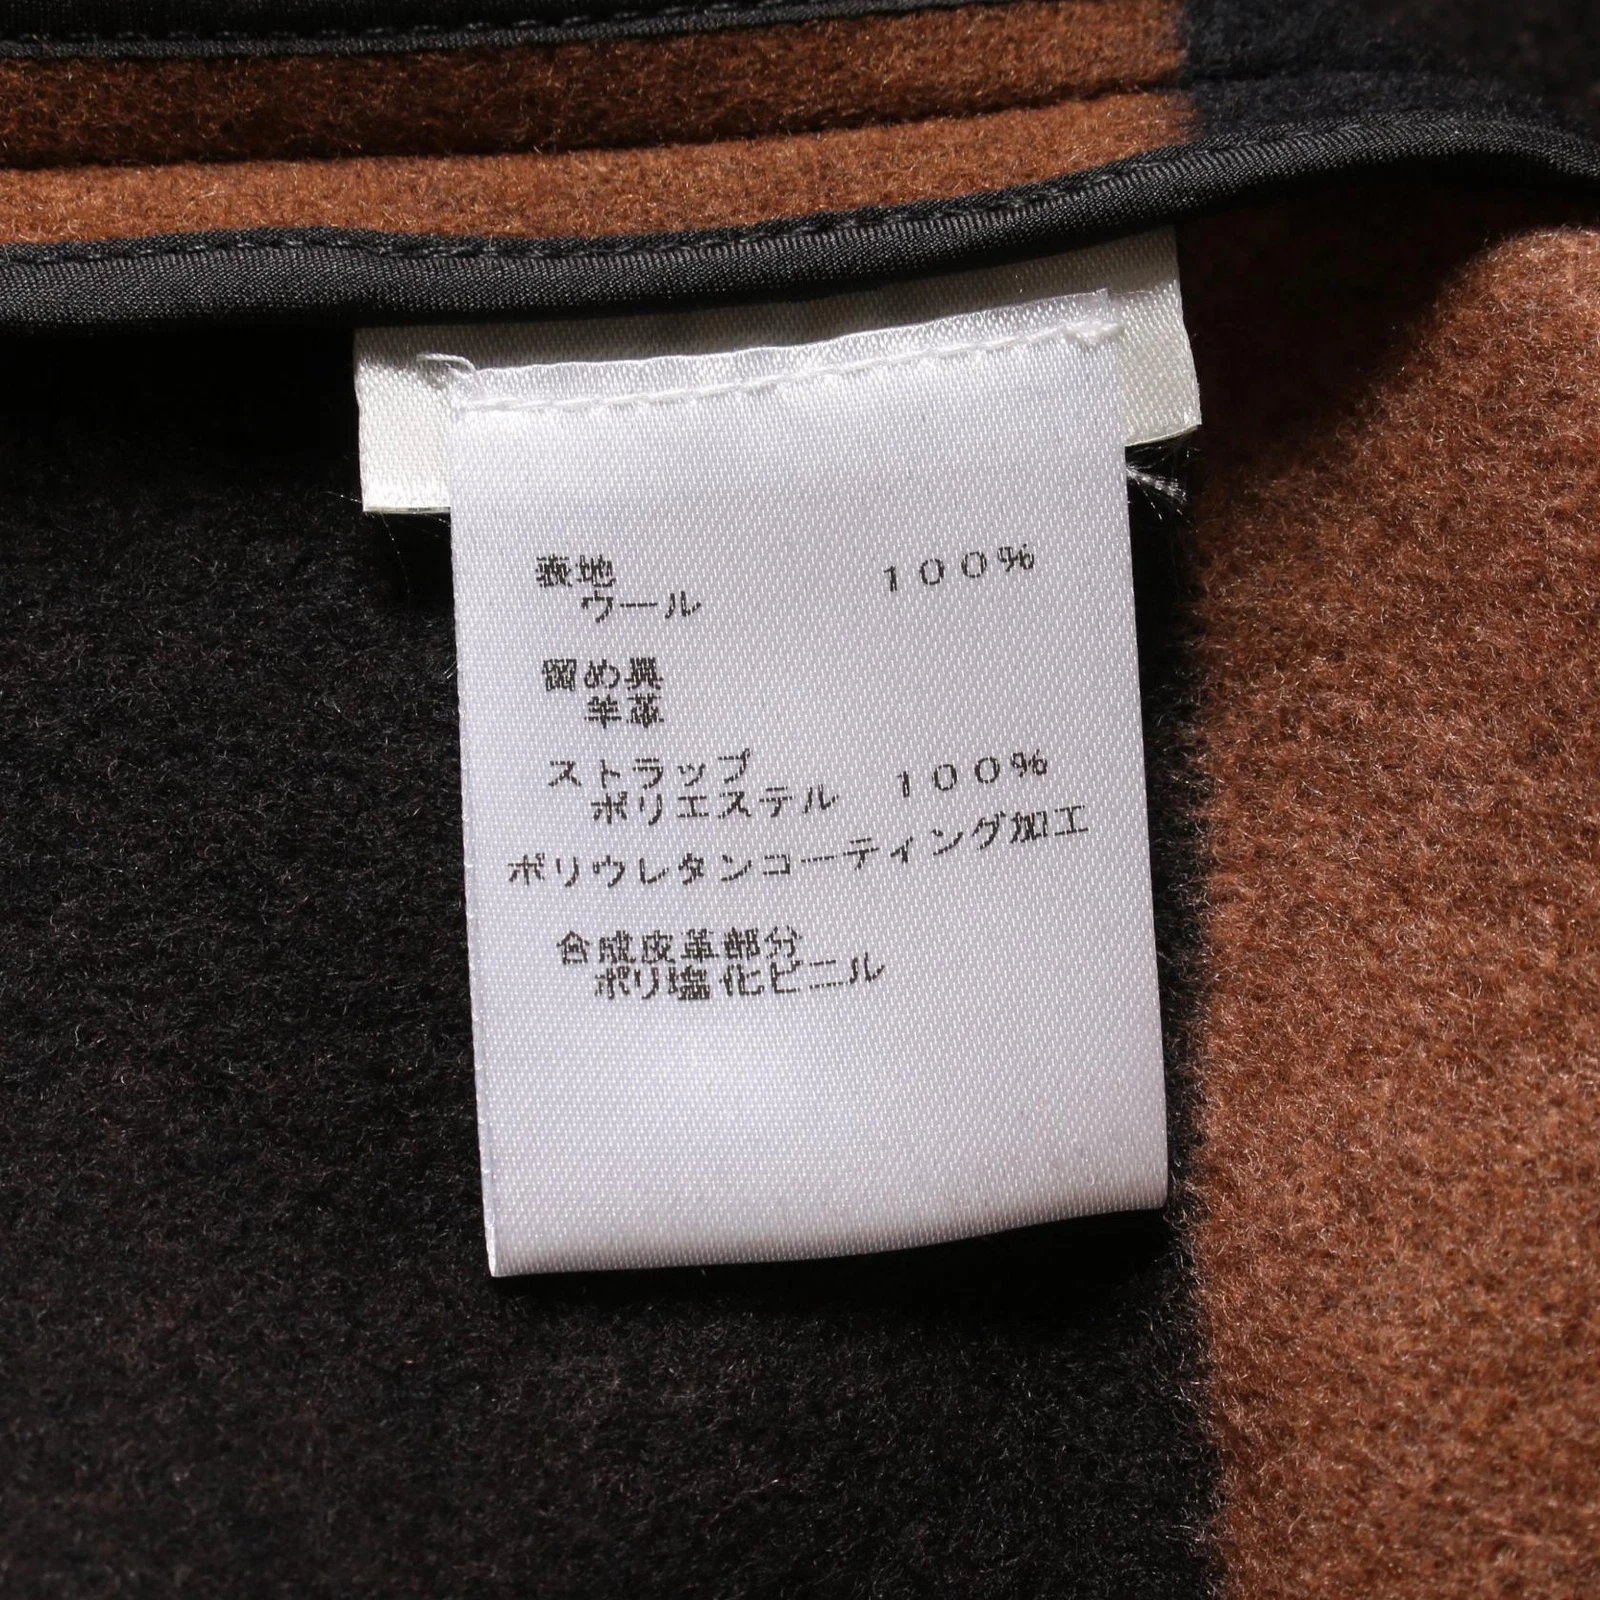 表地
ウール 100%
留め具
羊革
ストラップ
ポリエステル 100%
ポリウレタンコーティング加工
合成皮革部分
ポリ塩化ビニル